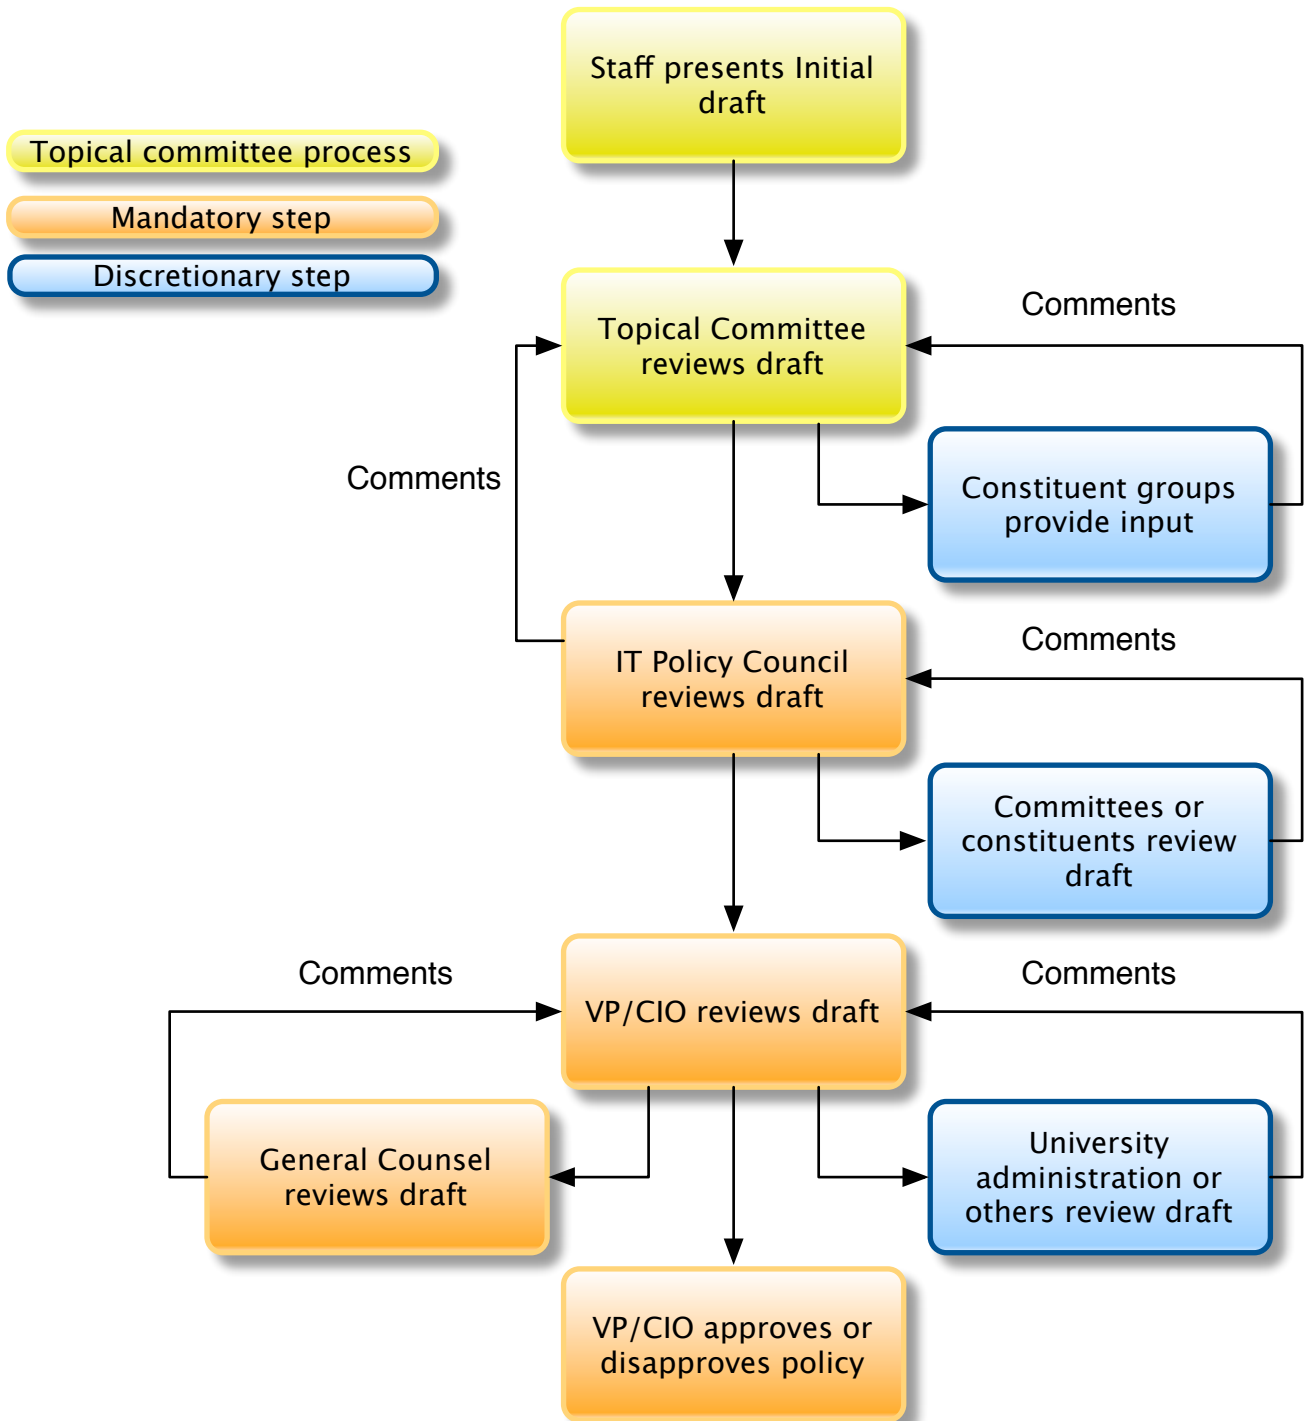 Staff presents Initial
draft
Topical committee process
Mandatory step
Discretionary step
Topical Committee
reviews draft
Comments
Comments
Constituent groups
provide input
IT Policy Council
reviews draft
Comments
Committees or
constituents review
draft
Comments
VP/CIO reviews draft
Comments
General Counsel
reviews draft
University
administration or
others review draft
VP/CIO approves or
disapproves policy